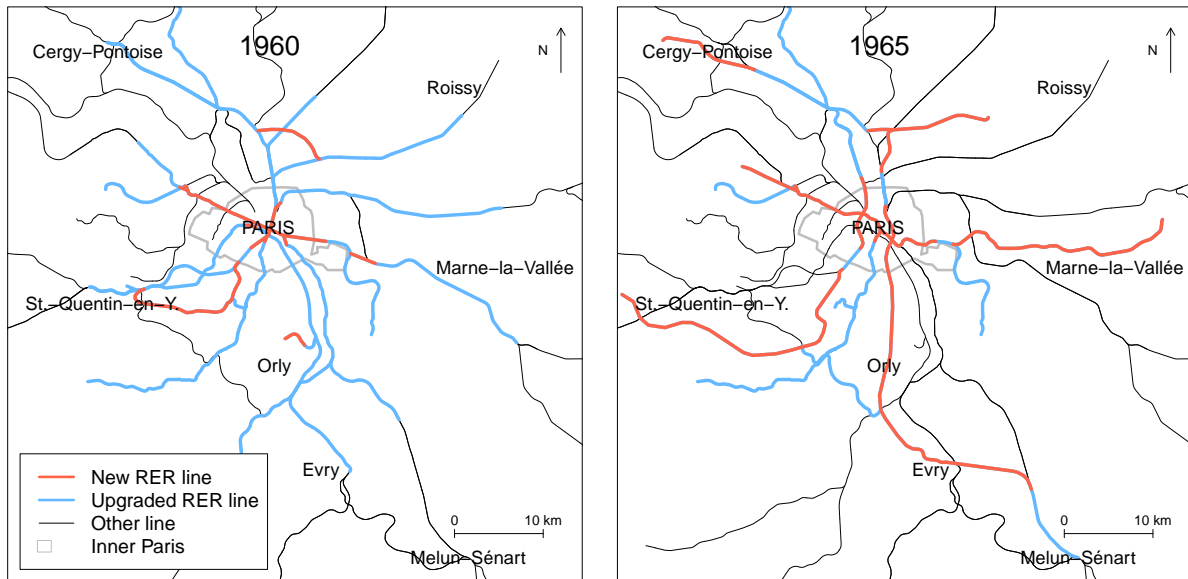 1960
N
Cergy–Pontoise
Roissy
PARIS
Marne–la–Vallée
St.–Quentin–en–Y.
Orly
Evry
Melun–Sénart
0 10 km
New RER line
Upgraded RER line
Other line
Inner Paris
1965
N
Cergy–Pontoise
Roissy
PARIS
Marne–la–Vallée
St.–Quentin–en–Y.
Orly
Evry
Melun–Sénart
0 10 km